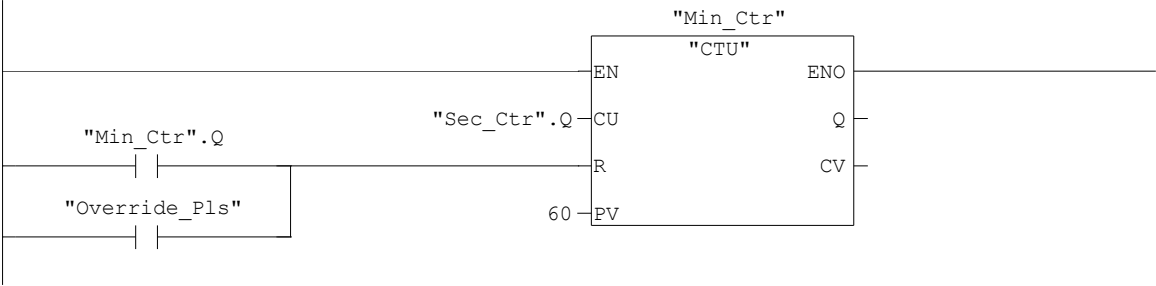 "Min_Ctr"
"CTU"
EN ENO
"Sec_Ctr".Q CU Q
"Min_Ctr".Q
R CV
"Override_Pls"
60 PV